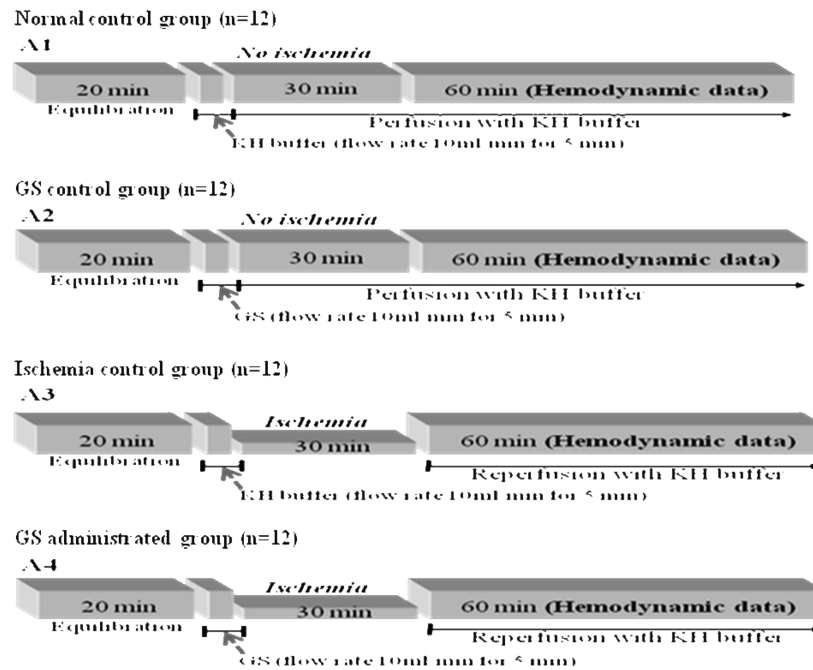 Normal control group (n=12)
A1
No ischemia
20 min 30 min 60 min (Hemodynamic data)
Equilibration Perfusion with KH buffer
KH buffer (flow rate 10ml min for 5 min)
GS control group (n=12)
A2
No ischemia
20 min 30 min 60 min (Hemodynamic data)
Equilibration Perfusion with KH buffer
GS (flow rate 10ml min for 5 min)
Ischemia control group (n=12)
A3
Ischemia
20 min 30 min 60 min (Hemodynamic data)
Equilibration Reperfusion with KH buffer
KH buffer (flow rate 10ml min for 5 min)
GS administrated group (n=12)
A4
Ischemia
20 min 30 min 60 min (Hemodynamic data)
Equilibration Reperfusion with KH buffer
GS (flow rate 10ml min for 5 min)